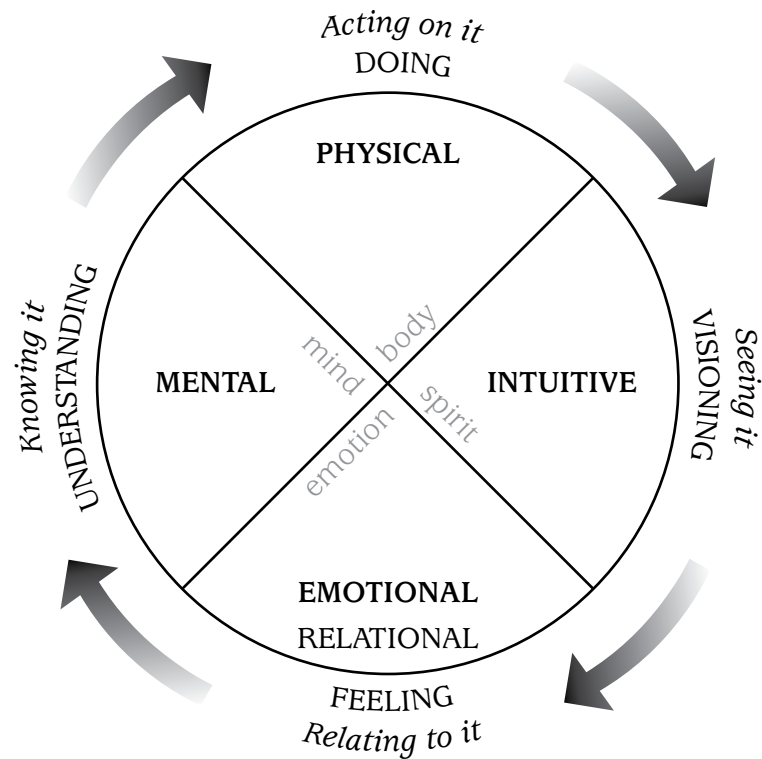 Acting on it
DOING
PHYSICAL
Knowing it
UNDERSTANDING
MENTAL
mind
body
emotion
spirit
INTUITIVE
VISIONING
Seeing it
EMOTIONAL
RELATIONAL
FEELING
Relating to it